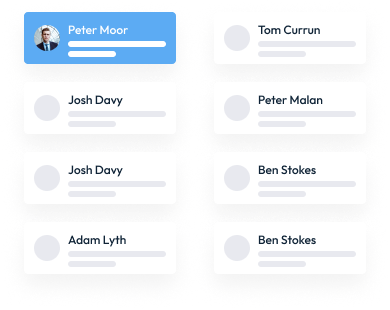 Peter Moor
Tom Currun
Josh Davy
Peter Malan
Josh Davy
Ben Stokes
Adam Lyth
Ben Stokes